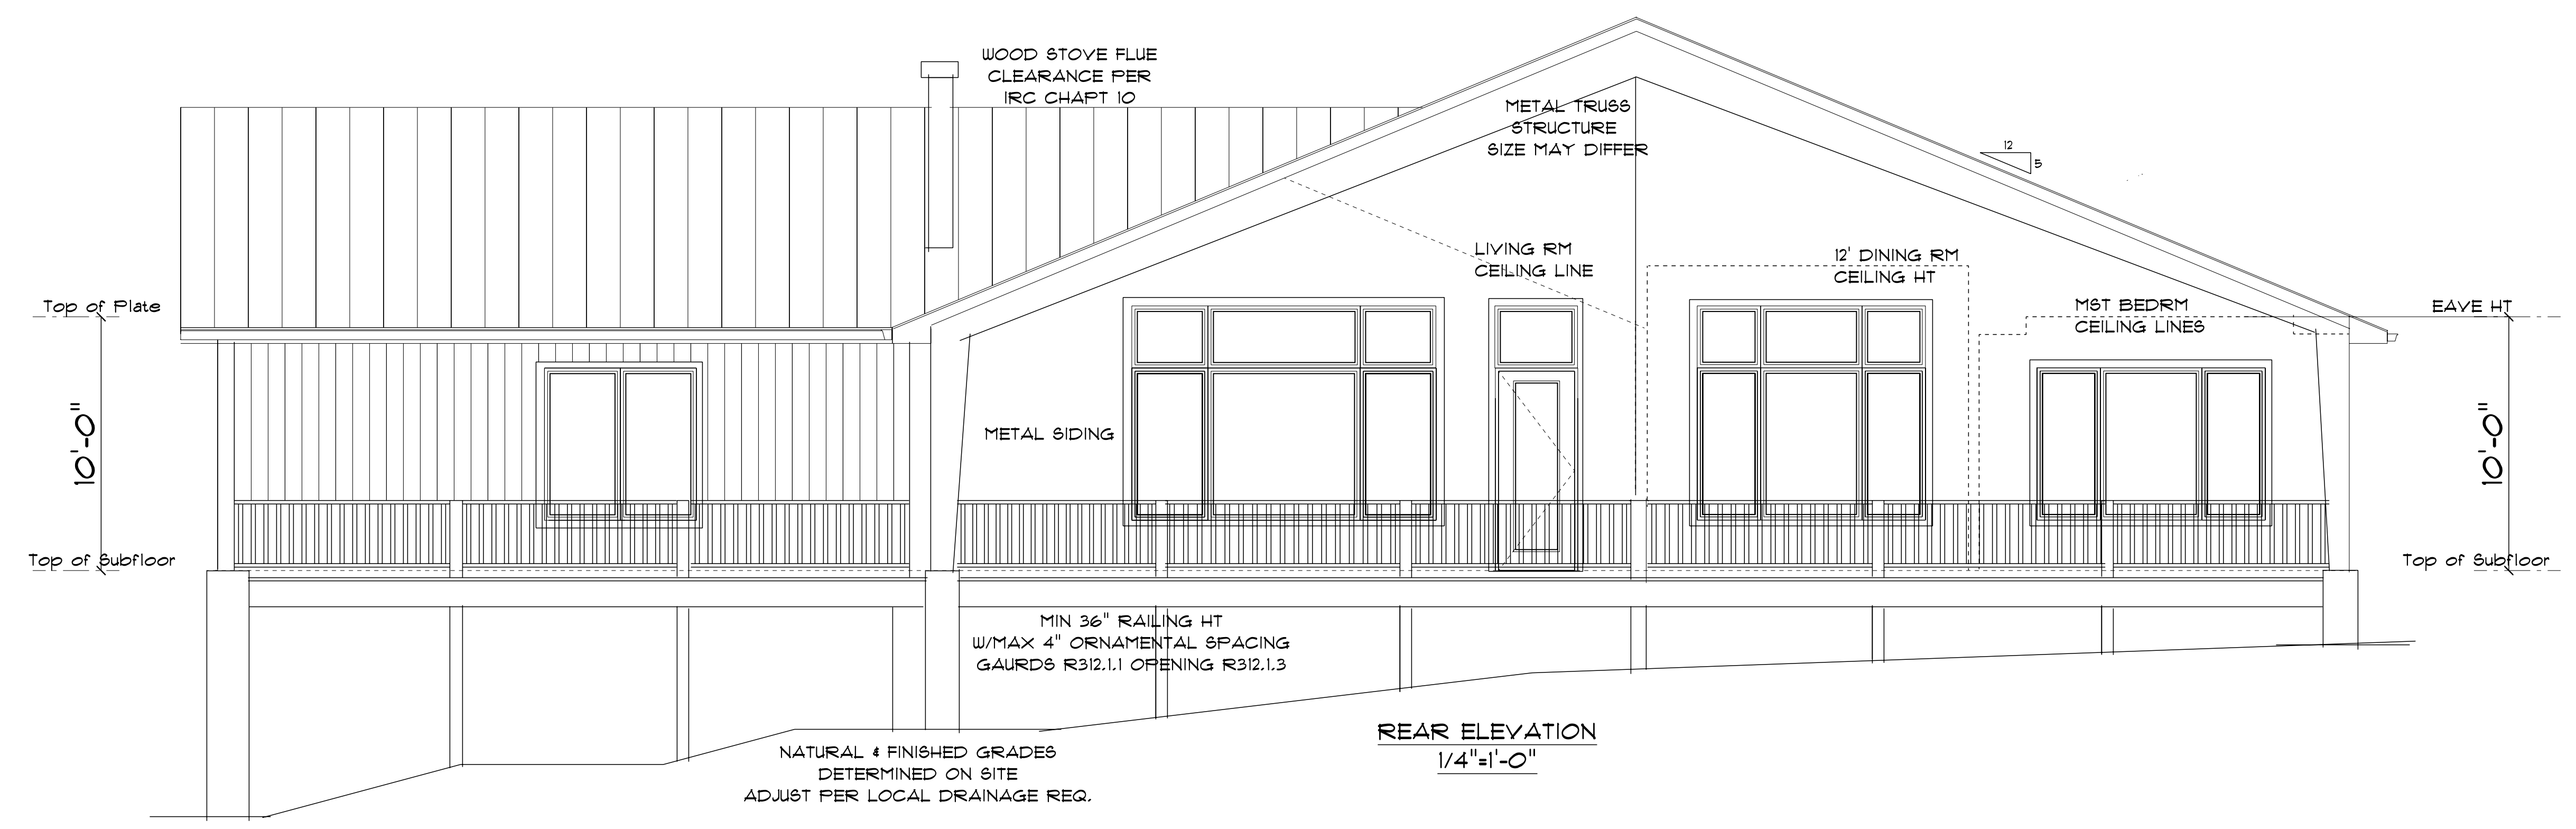 WOOD STOVE FLUE
CLEARANCE PER
IRC CHAPT 10
METAL TRUSS
STRUCTURE
SIZE MAY DIFFER
12
5
LIVING RM
CEILING LINE
12' DINING RM
CEILING HT
MST BEDRM
CEILING LINES
Top of Plate
EAVE HT
10'-0"
10'-0"
METAL SIDING
Top of Subfloor
Top of Subfloor
MIN 36" RAILING HT
W/MAX 4" ORNAMENTAL SPACING
GAURDS R312.1.1 OPENING R312.1.3
NATURAL & FINISHED GRADES
DETERMINED ON SITE
ADJUST PER LOCAL DRAINAGE REQ.
REAR ELEVATION
1/4"=1'-0"